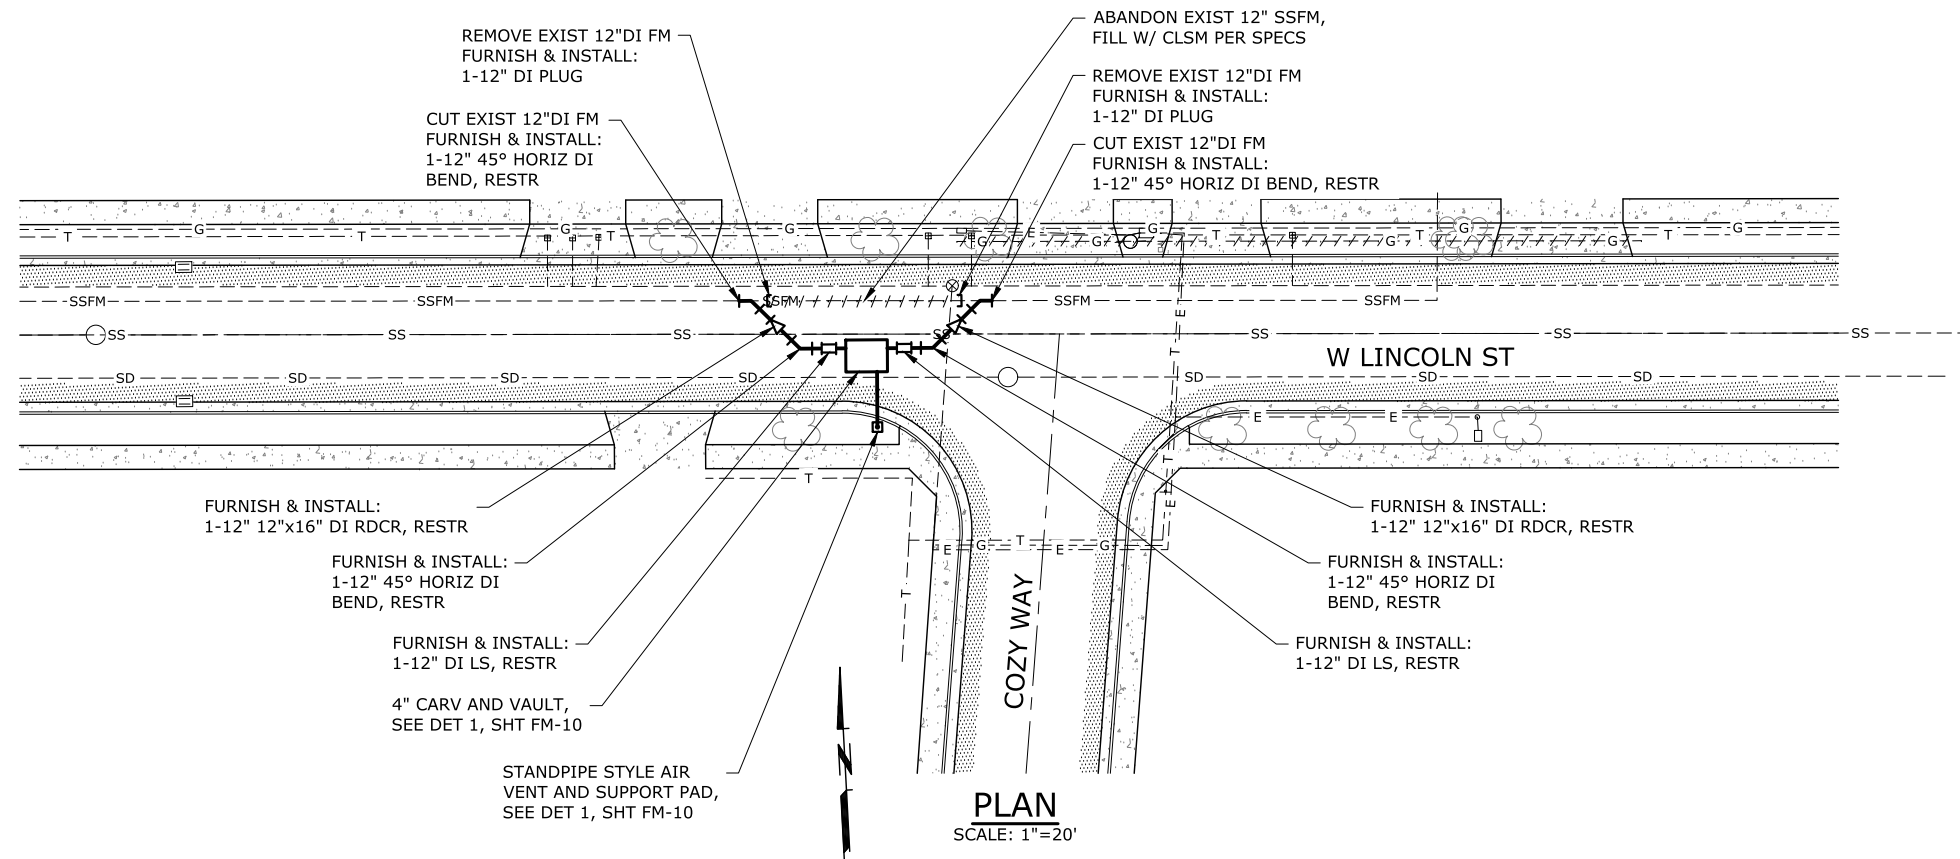 REMOVE EXIST 12"DI FM
FURNISH & INSTALL:
1-12" DI PLUG
CUT EXIST 12"DI FM
FURNISH & INSTALL:
1-12" 45° HORIZ DI
BEND, RESTR
ABANDON EXIST 12" SSFM,
FILL W/ CLSM PER SPECS
REMOVE EXIST 12"DI FM
FURNISH & INSTALL:
1-12" DI PLUG
CUT EXIST 12"DI FM
FURNISH & INSTALL:
1-12" 45° HORIZ DI BEND, RESTR
G G G G G
T T E T E T T T
G G G G
SSFM SSFM SSFM SSFM SSFM
SS SS SS SS SS SS SS
E
T
E
W LINCOLN ST
SD SD SD SD SD SD SD
E E
T
T
E
FURNISH & INSTALL:
1-12" 12"x16" DI RDCR, RESTR
FURNISH & INSTALL:
1-12" 45° HORIZ DI
BEND, RESTR
FURNISH & INSTALL:
1-12" DI LS, RESTR
4" CARV AND VAULT,
SEE DET 1, SHT FM-10
STANDPIPE STYLE AIR
VENT AND SUPPORT PAD,
SEE DET 1, SHT FM-10
E G T E G
T
COZY WAY
FURNISH & INSTALL:
1-12" 12"x16" DI RDCR, RESTR
FURNISH & INSTALL:
1-12" 45° HORIZ DI
BEND, RESTR
FURNISH & INSTALL:
1-12" DI LS, RESTR
N
PLAN
SCALE: 1"=20'